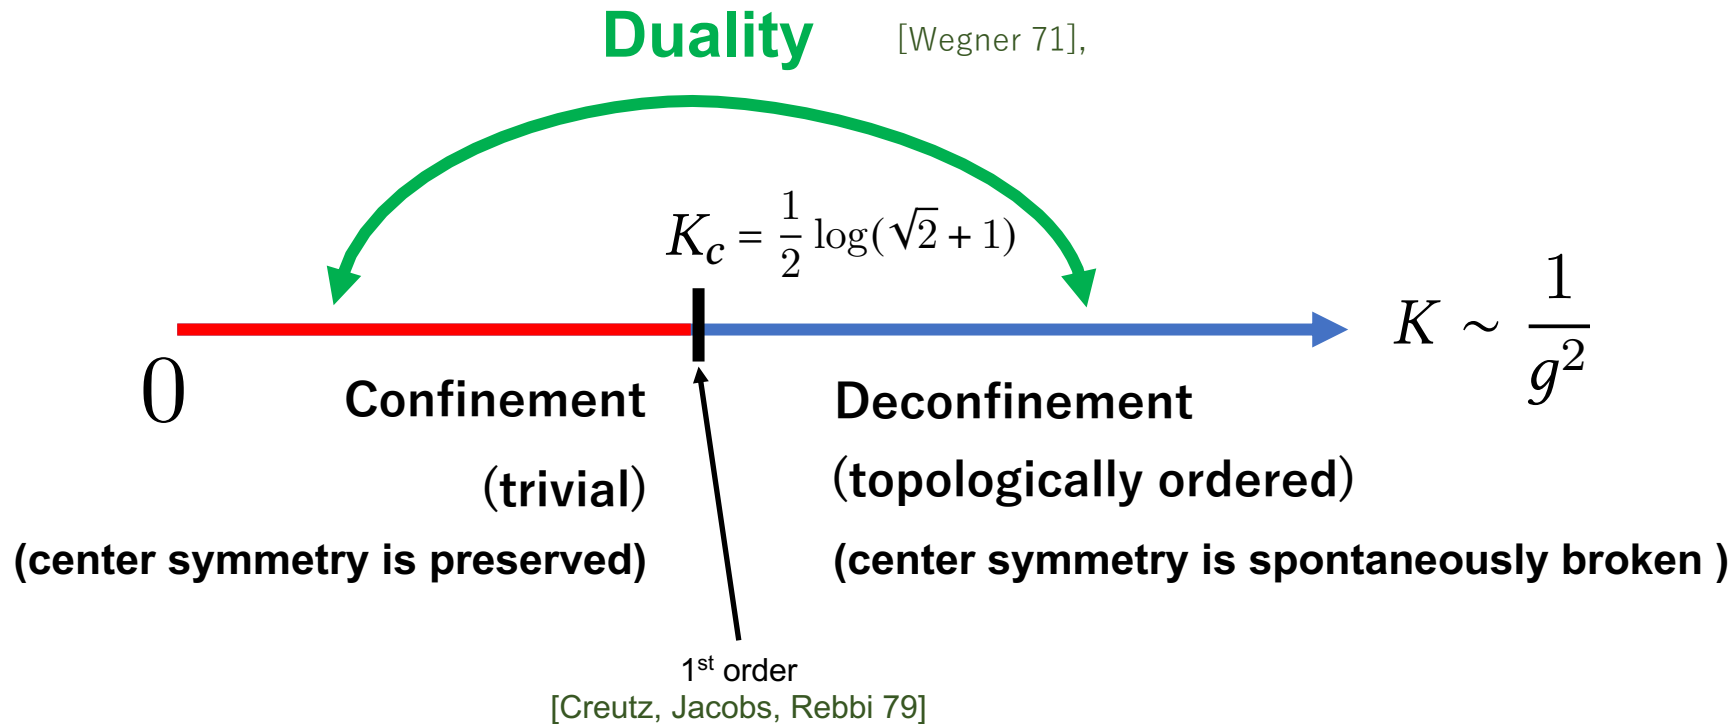 Duality [Wegner 71],
K_c = 1/2 log(√2 + 1)
K ~ 1/g²
0
Confinement
(trivial)
(center symmetry is preserved)
Deconfinement
(topologically ordered)
(center symmetry is spontaneously broken )
1st order
[Creutz, Jacobs, Rebbi 79]